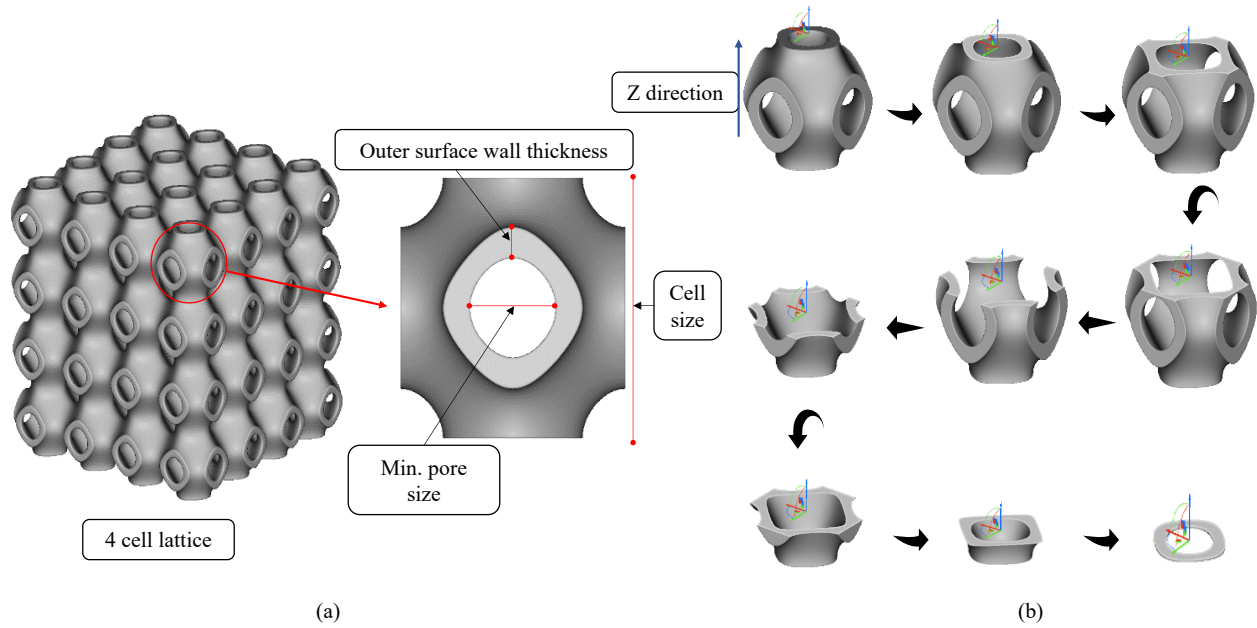 Z direction
Outer surface wall thickness
Cell
size
Min. pore
size
4 cell lattice
(a)
(b)